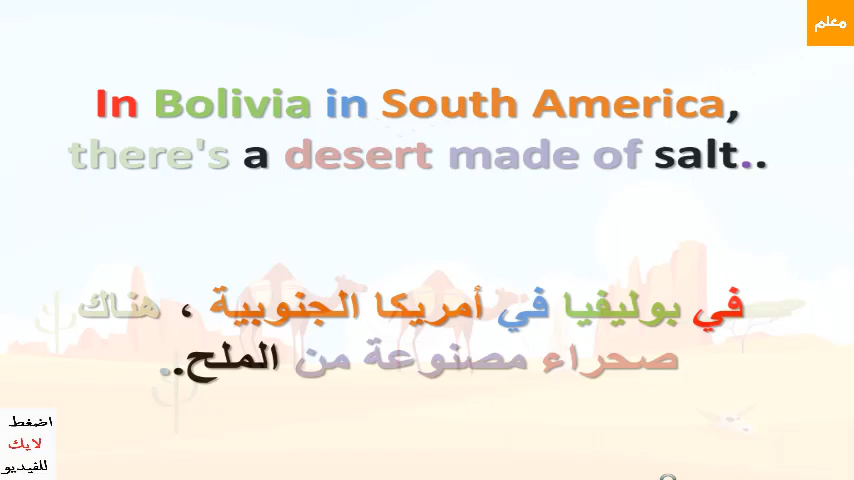 معلم
In Bolivia in South America,
there's a desert made of salt..
في بوليفيا في أمريكا الجنوبية ، هناك
صحراء مصنوعة من الملح..
اضغط
لايك
للفيديو